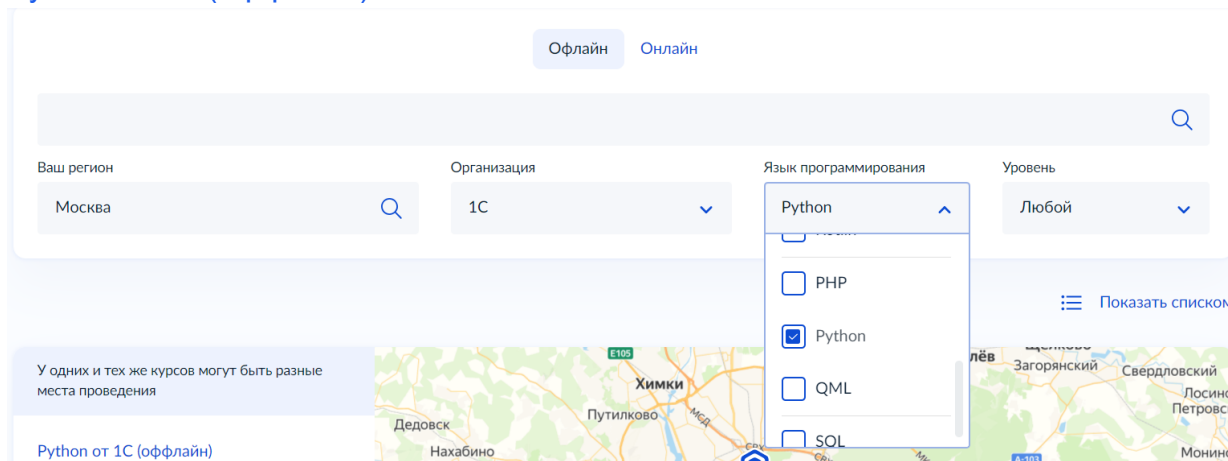 Офлайн Онлайн
Ваш регион Организация Язык программирования Уровень
Москва 1С Python Любой
PHP
Python
QML
SQL
Показать списком
У одних и тех же курсов могут быть разные
места проведения
Python от 1С (оффлайн)
E105
Химки
Путилково
МСД
Дедовск
Нахабино
Загорянский
Свердловский
A-103